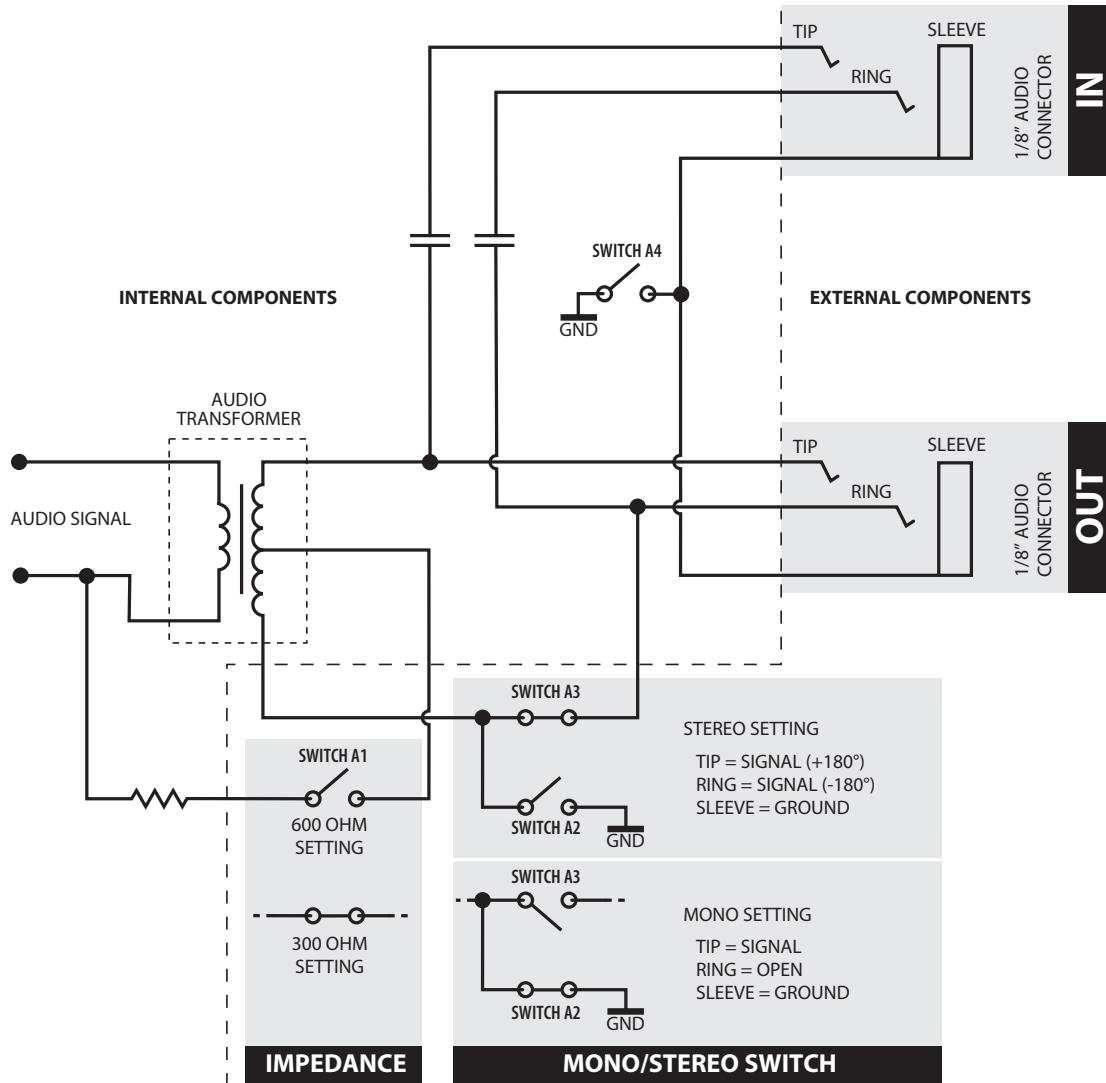 TIP
SLEEVE
RING
1/8” AUDIO
CONNECTOR
IN
SWITCH A4
GND
INTERNAL COMPONENTS
EXTERNAL COMPONENTS
AUDIO
TRANSFORMER
AUDIO SIGNAL
TIP
SLEEVE
RING
1/8” AUDIO
CONNECTOR
OUT
SWITCH A1
600 OHM
SETTING
300 OHM
SETTING
IMPEDANCE
SWITCH A3
SWITCH A2
GND
STEREO SETTING
TIP = SIGNAL (+180°)
RING = SIGNAL (-180°)
SLEEVE = GROUND
SWITCH A3
SWITCH A2
GND
MONO SETTING
TIP = SIGNAL
RING = OPEN
SLEEVE = GROUND
MONO/STEREO SWITCH